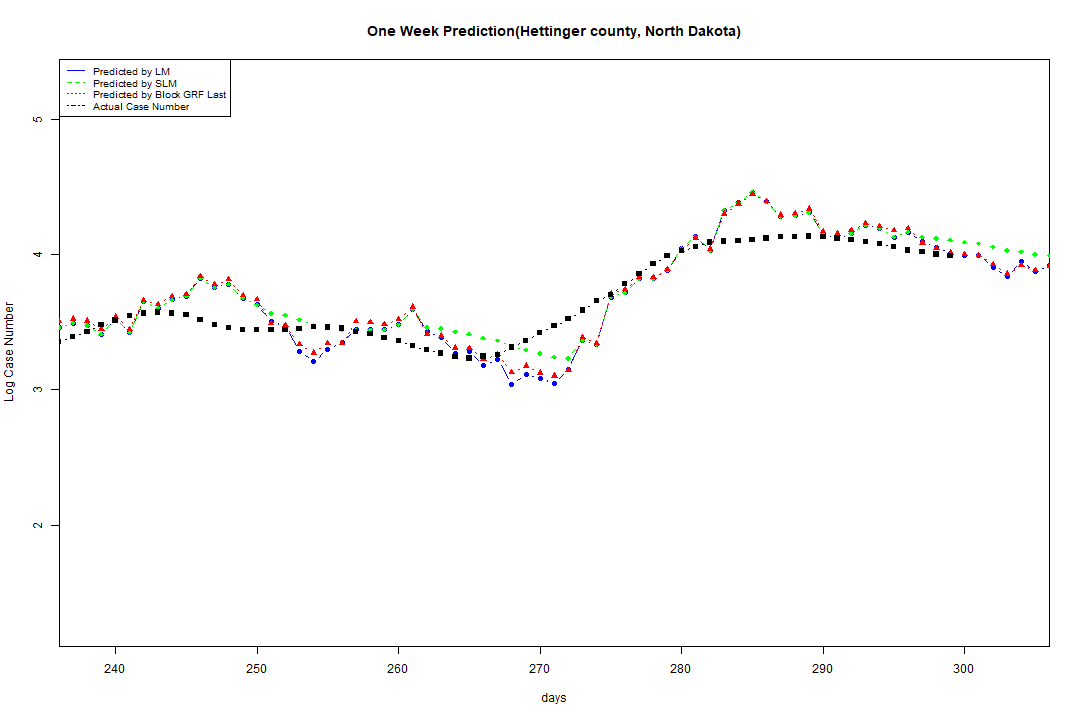 One Week Prediction(Hettinger county, North Dakota)
Predicted by LM
Predicted by SLM
Predicted by Block GRF Last
Actual Case Number
Log Case Number
5
4
3
2
240 250 260 270 280 290 300
days